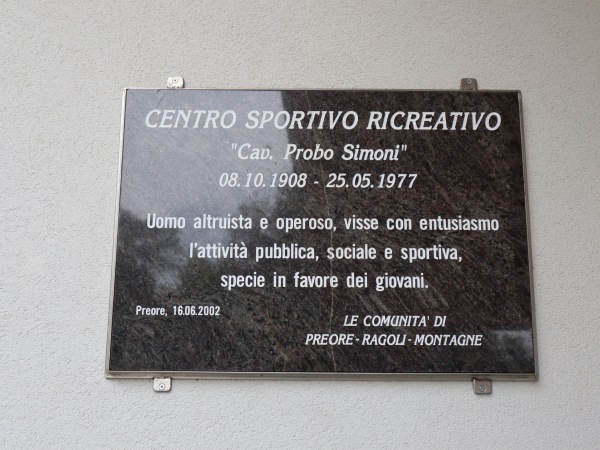 CENTRO SPORTIVO RICREATIVO
"Cav. Probo Simoni"
08.10.1908 - 25.05.1977
Uomo altruista e operoso, visse con entusiasmo
l'attività pubblica, sociale e sportiva,
specie in favore dei giovani.
Preore, 16.06.2002
LE COMUNITA' DI
PREORE - RAGOLI - MONTAGNE